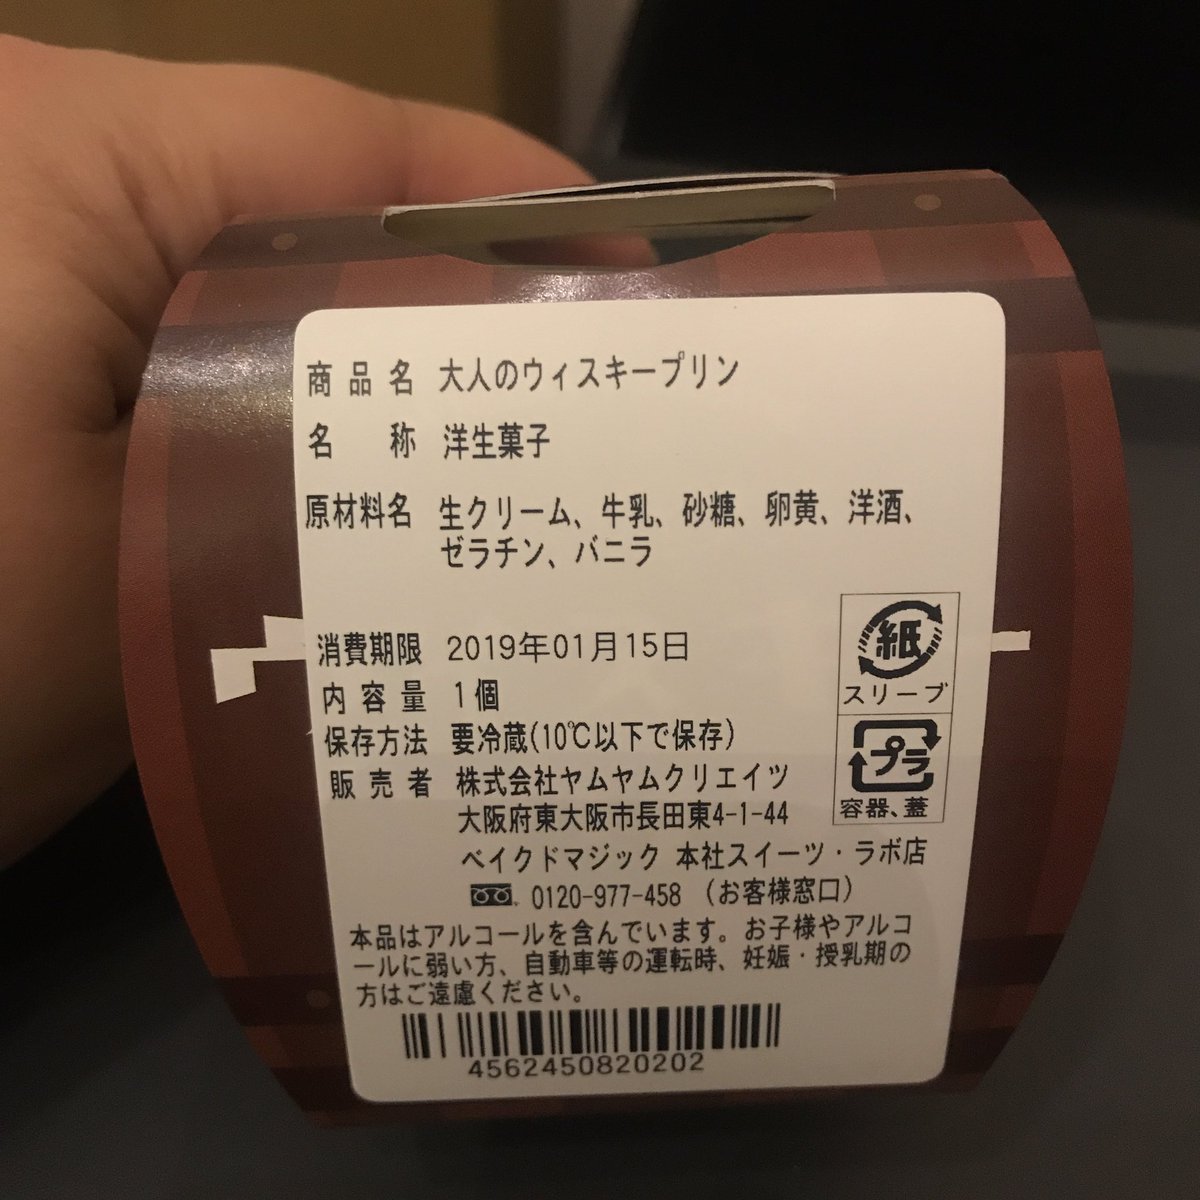 商品名 大人のウィスキープリン
名称 洋生菓子
原材料名 生クリーム、牛乳、砂糖、卵黄、洋酒、
ゼラチン、バニラ
消費期限 2019年01月15日
内容量 1個
保存方法 要冷蔵(10℃以下で保存)
販売者 株式会社ヤムヤムクリエイツ
大阪府東大阪市長田東4-1-44
ベイクドマジック 本社スイーツ・ラボ店
0120-977-458 (お客様窓口)
紙
スリーブ
プラ
容器、蓋
本品はアルコールを含んでいます。お子様やアルコ
ールに弱い方、自動車等の運転時、妊娠・授乳期の
方はご遠慮ください。
4562450820202